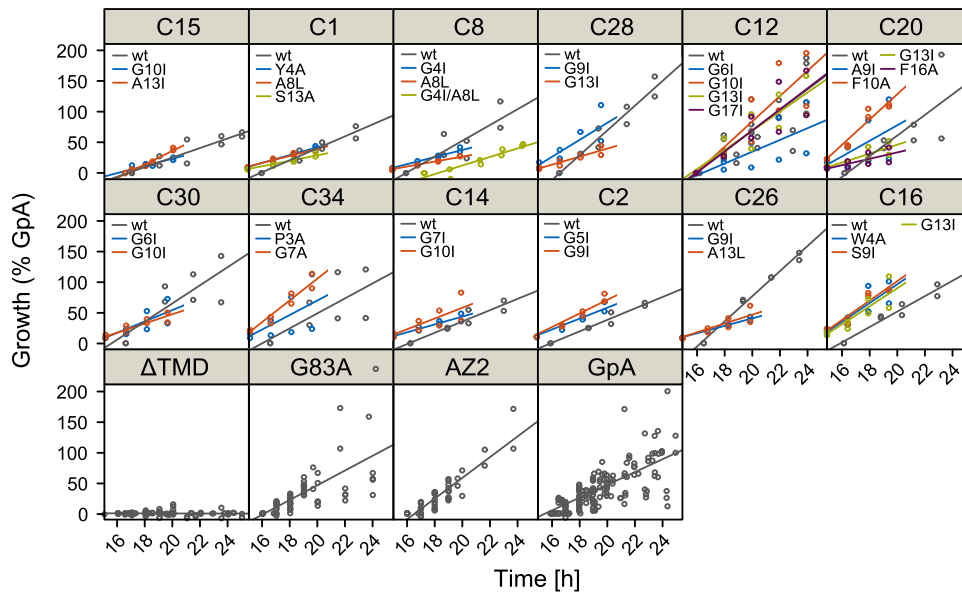 C15 C1 C8 C28 C12 C20
wt
G10I
A13I
wt
Y4A
A8L
S13A
wt
G4I
A8L
G4I/A8L
wt
G9I
G13I
wt
G6I
G10I
G13I
G17I
wt G13I
A9I F16A
F10A
200
150
100
50
0
C30 C34 C14 C2 C26 C16
wt
G6I
G10I
wt
P3A
G7A
wt
G7I
G10I
wt
G5I
G9I
wt
G9I
A13L
wt G13I
W4A
S9I
200
150
100
50
0
Growth (% GpA)
ΔTMD G83A AZ2 GpA
200
150
100
50
0
16 18 20 22 24 16 18 20 22 24
16 18 20 22 24 16 18 20 22 24 16 18 20 22 24 16 18 20 22 24
Time [h]